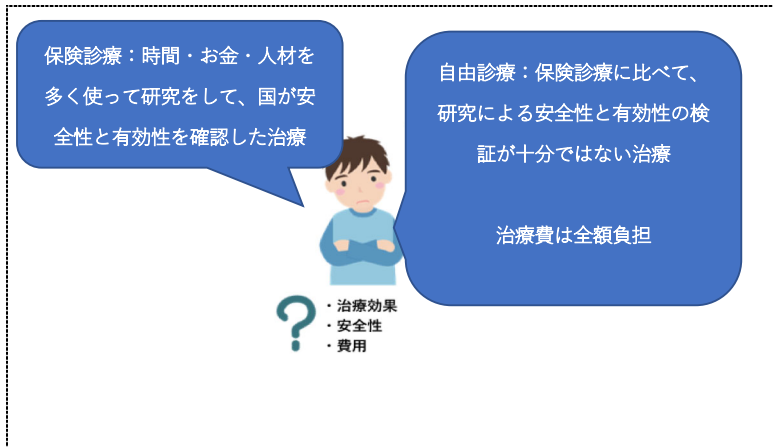 保険診療：時間・お金・人材を
多く使って研究をして、国が安
全性と有効性を確認した治療
自由診療：保険診療に比べて、
研究による安全性と有効性の検
証が十分ではない治療
治療費は全額負担
?
・治療効果
・安全性
・費用